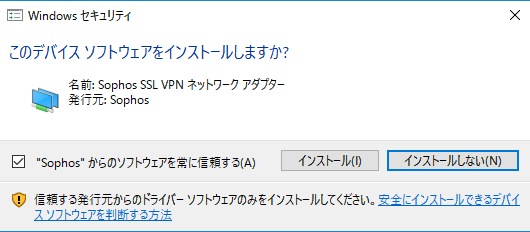 Windows セキュリティ
このデバイス ソフトウェアをインストールしますか?
名前: Sophos SSL VPN ネットワーク アダプター
発行元: Sophos
"Sophos" からのソフトウェアを常に信頼する(A)
インストール(I)
インストールしない(N)
信頼する発行元からのドライバー ソフトウェアのみをインストールしてください。安全にインストールできるデバイ
ス ソフトウェアを判断する方法